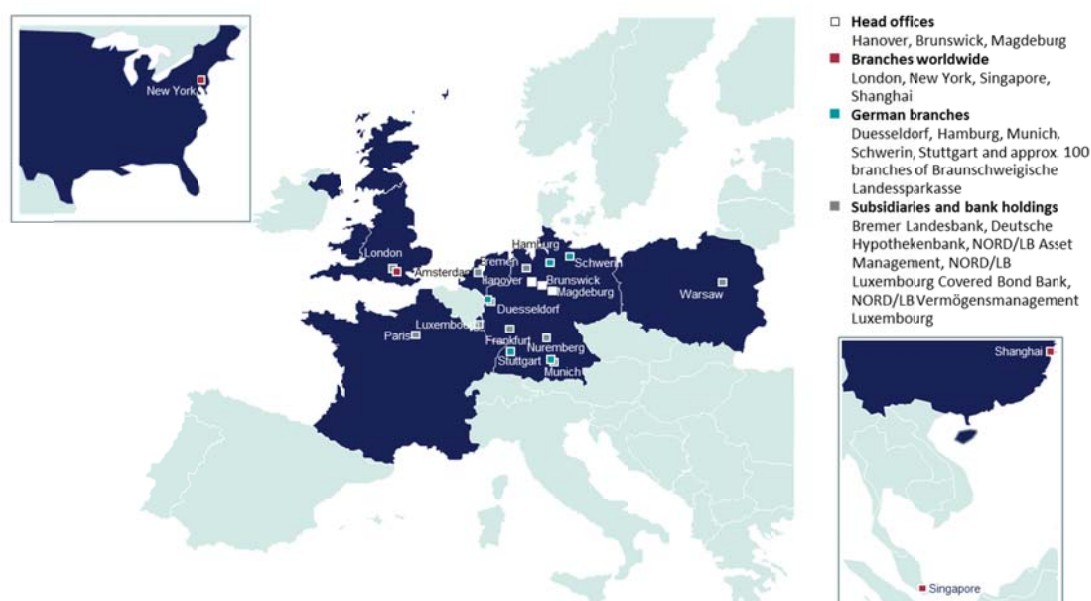 New York
London
Amsterdam
Paris
Luxembourg
Hamburg
Bremen
Schwerin
Hanover
Brunswick
Magdeburg
Duesseldorf
Frankfurt
Nuremberg
Stuttgart
Munich
Warsaw
Head offices
Hanover, Brunswick, Magdeburg
Branches worldwide
London, New York, Singapore,
Shanghai
German branches
Duesseldorf, Hamburg, Munich,
Schwerin, Stuttgart and approx. 100
branches of Braunschweigische
Landessparkasse
Subsidiaries and bank holdings
Bremer Landesbank, Deutsche
Hypothekenbank, NORD/LB Asset
Management, NORD/LB
Luxembourg Covered Bond Bank,
NORD/LB Vermögensmanagement
Luxembourg
Shanghai
Singapore